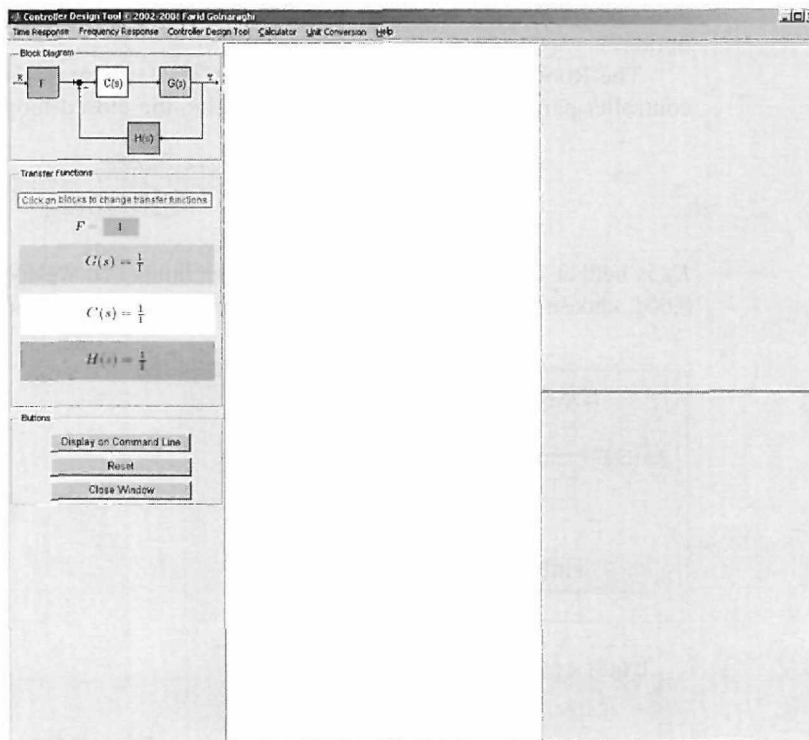 Controller Design Tool © 2002-2008 Farid Golnaraghi
Time Response Frequency Response Controller Design Tool Calculator Unit Conversion Help
Block Diagram
R F C(s) G(s) Y
H(s)
Transfer Functions
Click on blocks to change transfer functions
F = 1
G(s) = 1/1
C(s) = 1/1
H(s) = 1/1
Buttons
Display on Command Line
Reset
Close Window